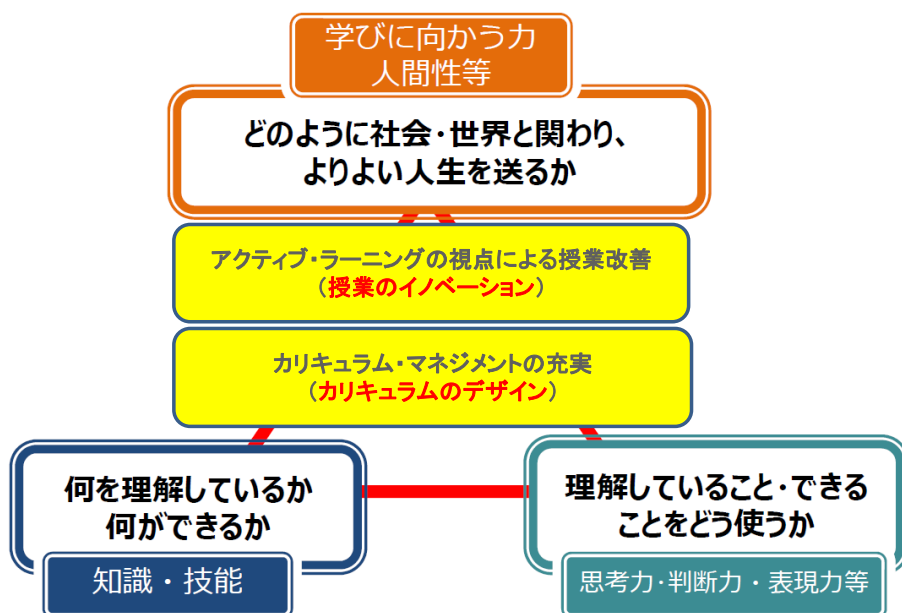 学びに向かう力
人間性等
どのように社会・世界と関わり、
よりよい人生を送るか
アクティブ・ラーニングの視点による授業改善
（授業のイノベーション）
カリキュラム・マネジメントの充実
（カリキュラムのデザイン）
何を理解しているか
何ができるか
知識・技能
理解していること・できる
ことをどう使うか
思考力・判断力・表現力等